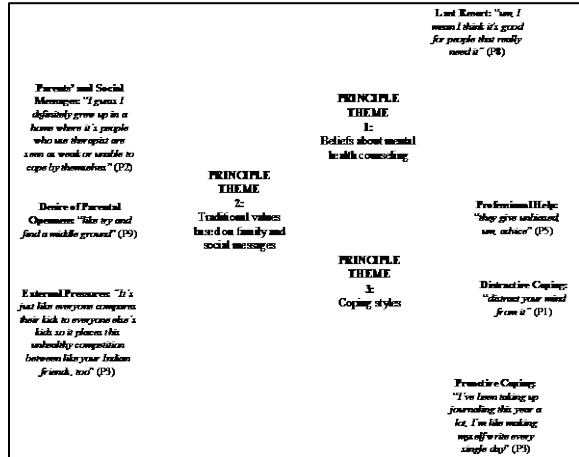 Last Resort: "um, I
mean I think it's good
for people that really
need it" (P8)
Parents' and Social
Messages: "I guess I
definitely grew up in a
home where it's people
who use therapist are
seen as weak or unable to
cope by themselves" (P2)
PRINCIPLE
THEME
1:
Beliefs about mental
health counseling
PRINCIPLE
THEME
2:
Traditional values
based on family and
social messages
Desire of Parental
Openness: "like try and
find a middle ground" (P9)
Professional Help:
"they give unbiased,
um, advice" (P5)
PRINCIPLE
THEME
3:
Coping styles
External Pressures: "It's
just like everyone compares
their kids to everyone else's
kids so it places this
unhealthy competition
between like your Indian
friends, too" (P3)
Distractive Coping:
"distract your mind
from it" (P1)
Proactive Coping:
"I've been taking up
journaling this year a
lot, I'm like making
myself write every
single day" (P9)